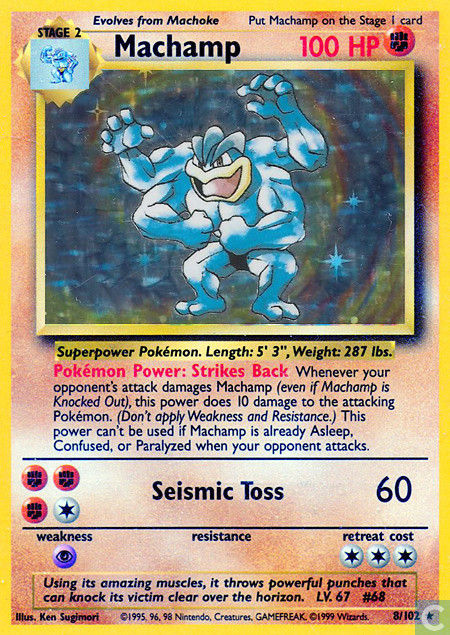 Evolves from Machoke Put Machamp on the Stage 1 card
STAGE 2
Machamp 100 HP
Superpower Pokémon. Length: 5' 3", Weight: 287 lbs.
Pokémon Power: Strikes Back Whenever your
opponent's attack damages Machamp (even if Machamp is
Knocked Out), this power does 10 damage to the attacking
Pokémon. (Don't apply Weakness and Resistance.) This
power can't be used if Machamp is already Asleep,
Confused, or Paralyzed when your opponent attacks.
Seismic Toss 60
weakness resistance retreat cost
Using its amazing muscles, it throws powerful punches that
can knock its victim clear over the horizon. LV. 67 #68
Illus. Ken Sugimori ©1995, 96, 98 Nintendo, Creatures, GAMEFREAK. ©1999 Wizards. 8/102 ★
C